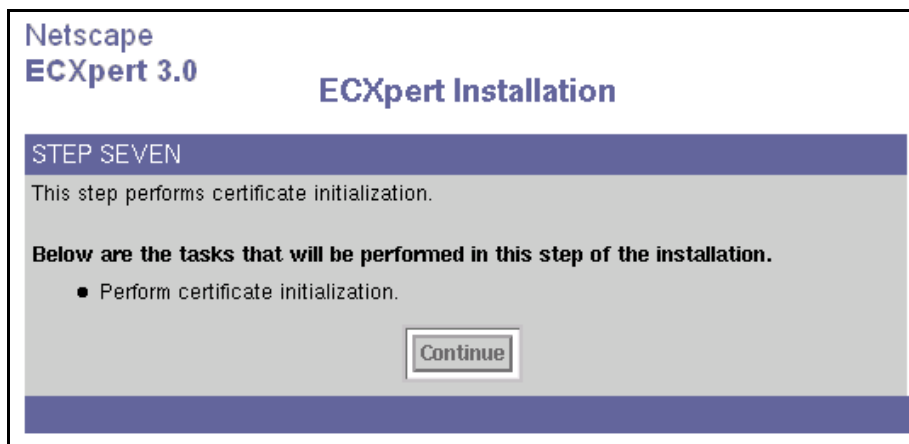 Netscape
ECXpert 3.0
ECXpert Installation
STEP SEVEN
This step performs certificate initialization.
Below are the tasks that will be performed in this step of the installation.
● Perform certificate initialization.
Continue